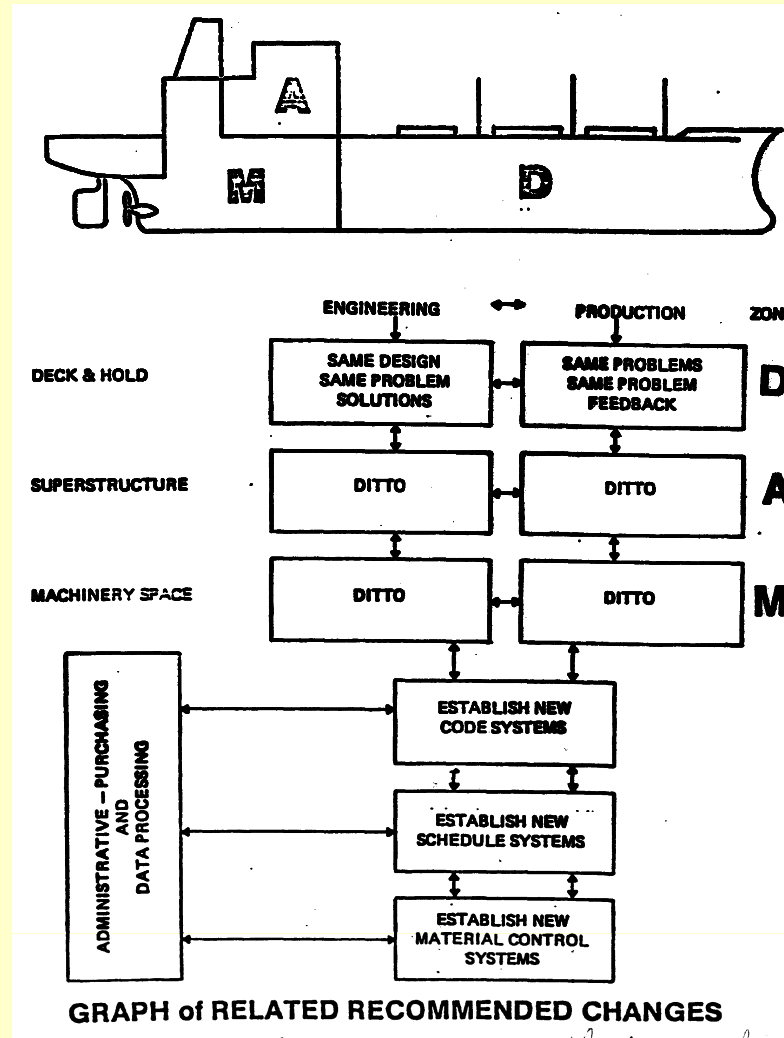 A
M
D
ENGINEERING
PRODUCTION
ZON
DECK & HOLD
SAME DESIGN
SAME PROBLEM
SOLUTIONS
SAME PROBLEMS
SAME PROBLEM
FEEDBACK
D
SUPERSTRUCTURE
DITTO
DITTO
A
MACHINERY SPACE
DITTO
DITTO
M
ADMINISTRATIVE – PURCHASING
AND
DATA PROCESSING
ESTABLISH NEW
CODE SYSTEMS
ESTABLISH NEW
SCHEDULE SYSTEMS
ESTABLISH NEW
MATERIAL CONTROL
SYSTEMS
GRAPH of RELATED RECOMMENDED CHANGES